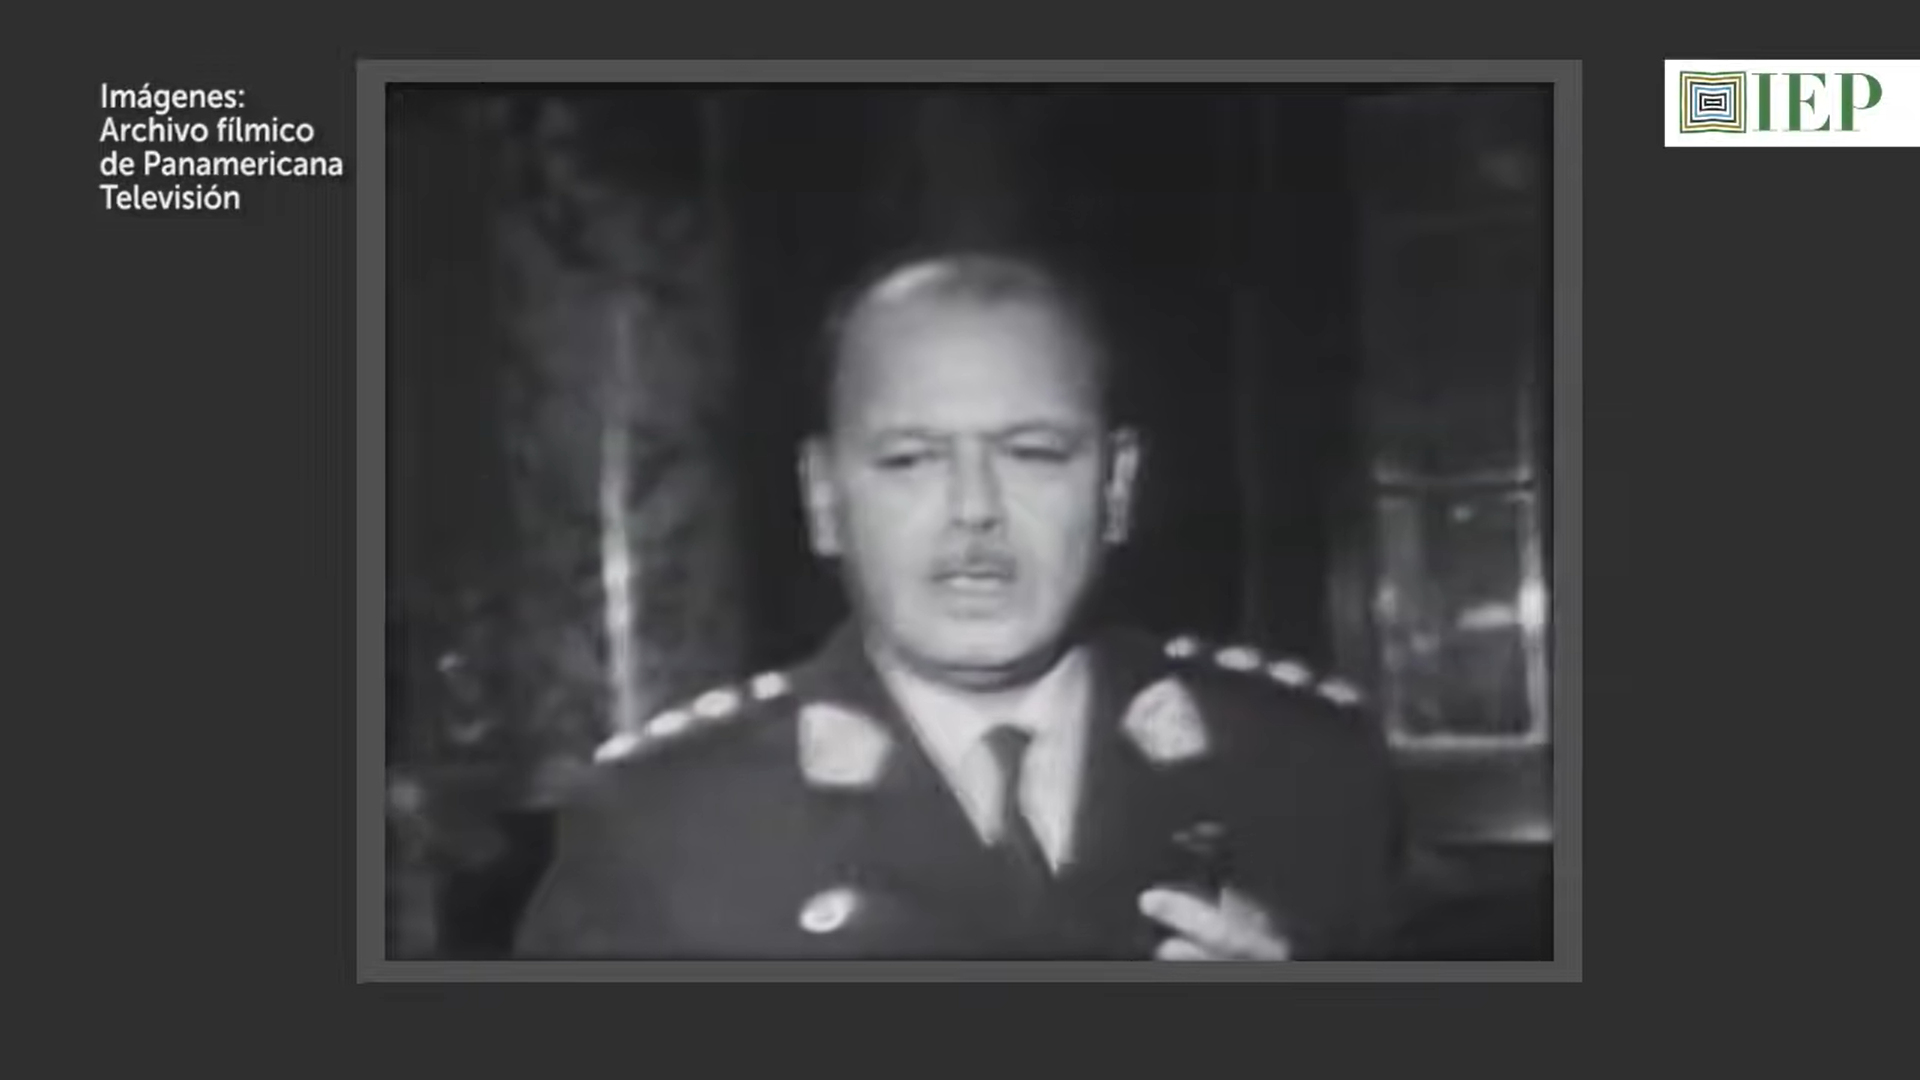 Imágenes:
Archivo fílmico
de Panamericana
Televisión
IEP